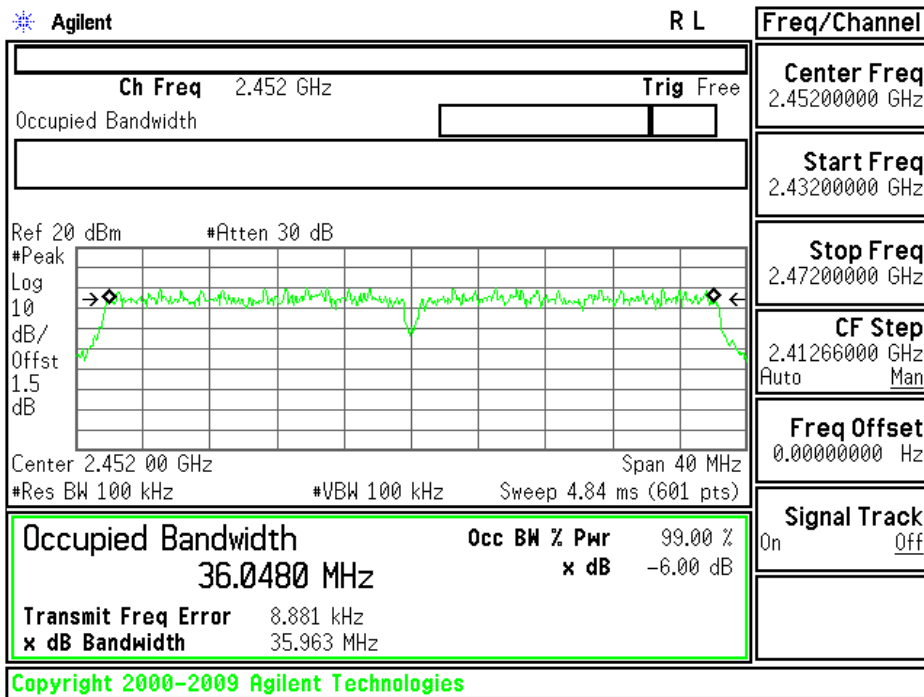 Agilent R L
Ch Freq 2.452 GHz Trig Free
Occupied Bandwidth
Ref 20 dBm #Atten 30 dB
#Peak
Log
10
dB/
Offst
1.5
dB
Center 2.452 00 GHz Span 40 MHz
#Res BW 100 kHz #VBW 100 kHz Sweep 4.84 ms (601 pts)
Occupied Bandwidth Occ BW % Pwr 99.00 %
36.0480 MHz x dB -6.00 dB
Transmit Freq Error 8.881 kHz
x dB Bandwidth 35.963 MHz
Copyright 2000-2009 Agilent Technologies
Freq/Channel
Center Freq
2.45200000 GHz
Start Freq
2.43200000 GHz
Stop Freq
2.47200000 GHz
CF Step
2.41266000 GHz
Auto Man
Freq Offset
0.00000000 Hz
Signal Track
On Off